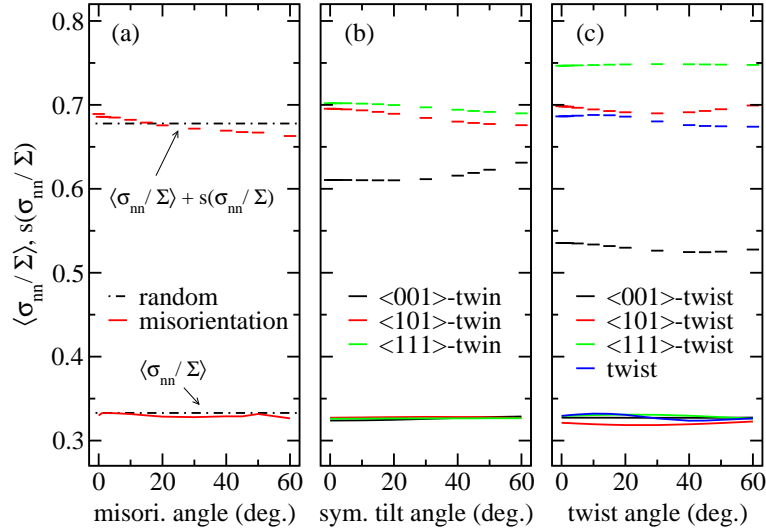 (a) (b) (c)
0.8
0.7
0.6
0.5
0.4
0.3
⟨σnn/Σ⟩, s(σnn/Σ)
⟨σnn/Σ⟩ + s(σnn/Σ)
random
misorientation
⟨σnn/Σ⟩
<001>-twin
<101>-twin
<111>-twin
<001>-twist
<101>-twist
<111>-twist
twist
0 20 40 60 0 20 40 60 0 20 40 60
misori. angle (deg.) sym. tilt angle (deg.) twist angle (deg.)